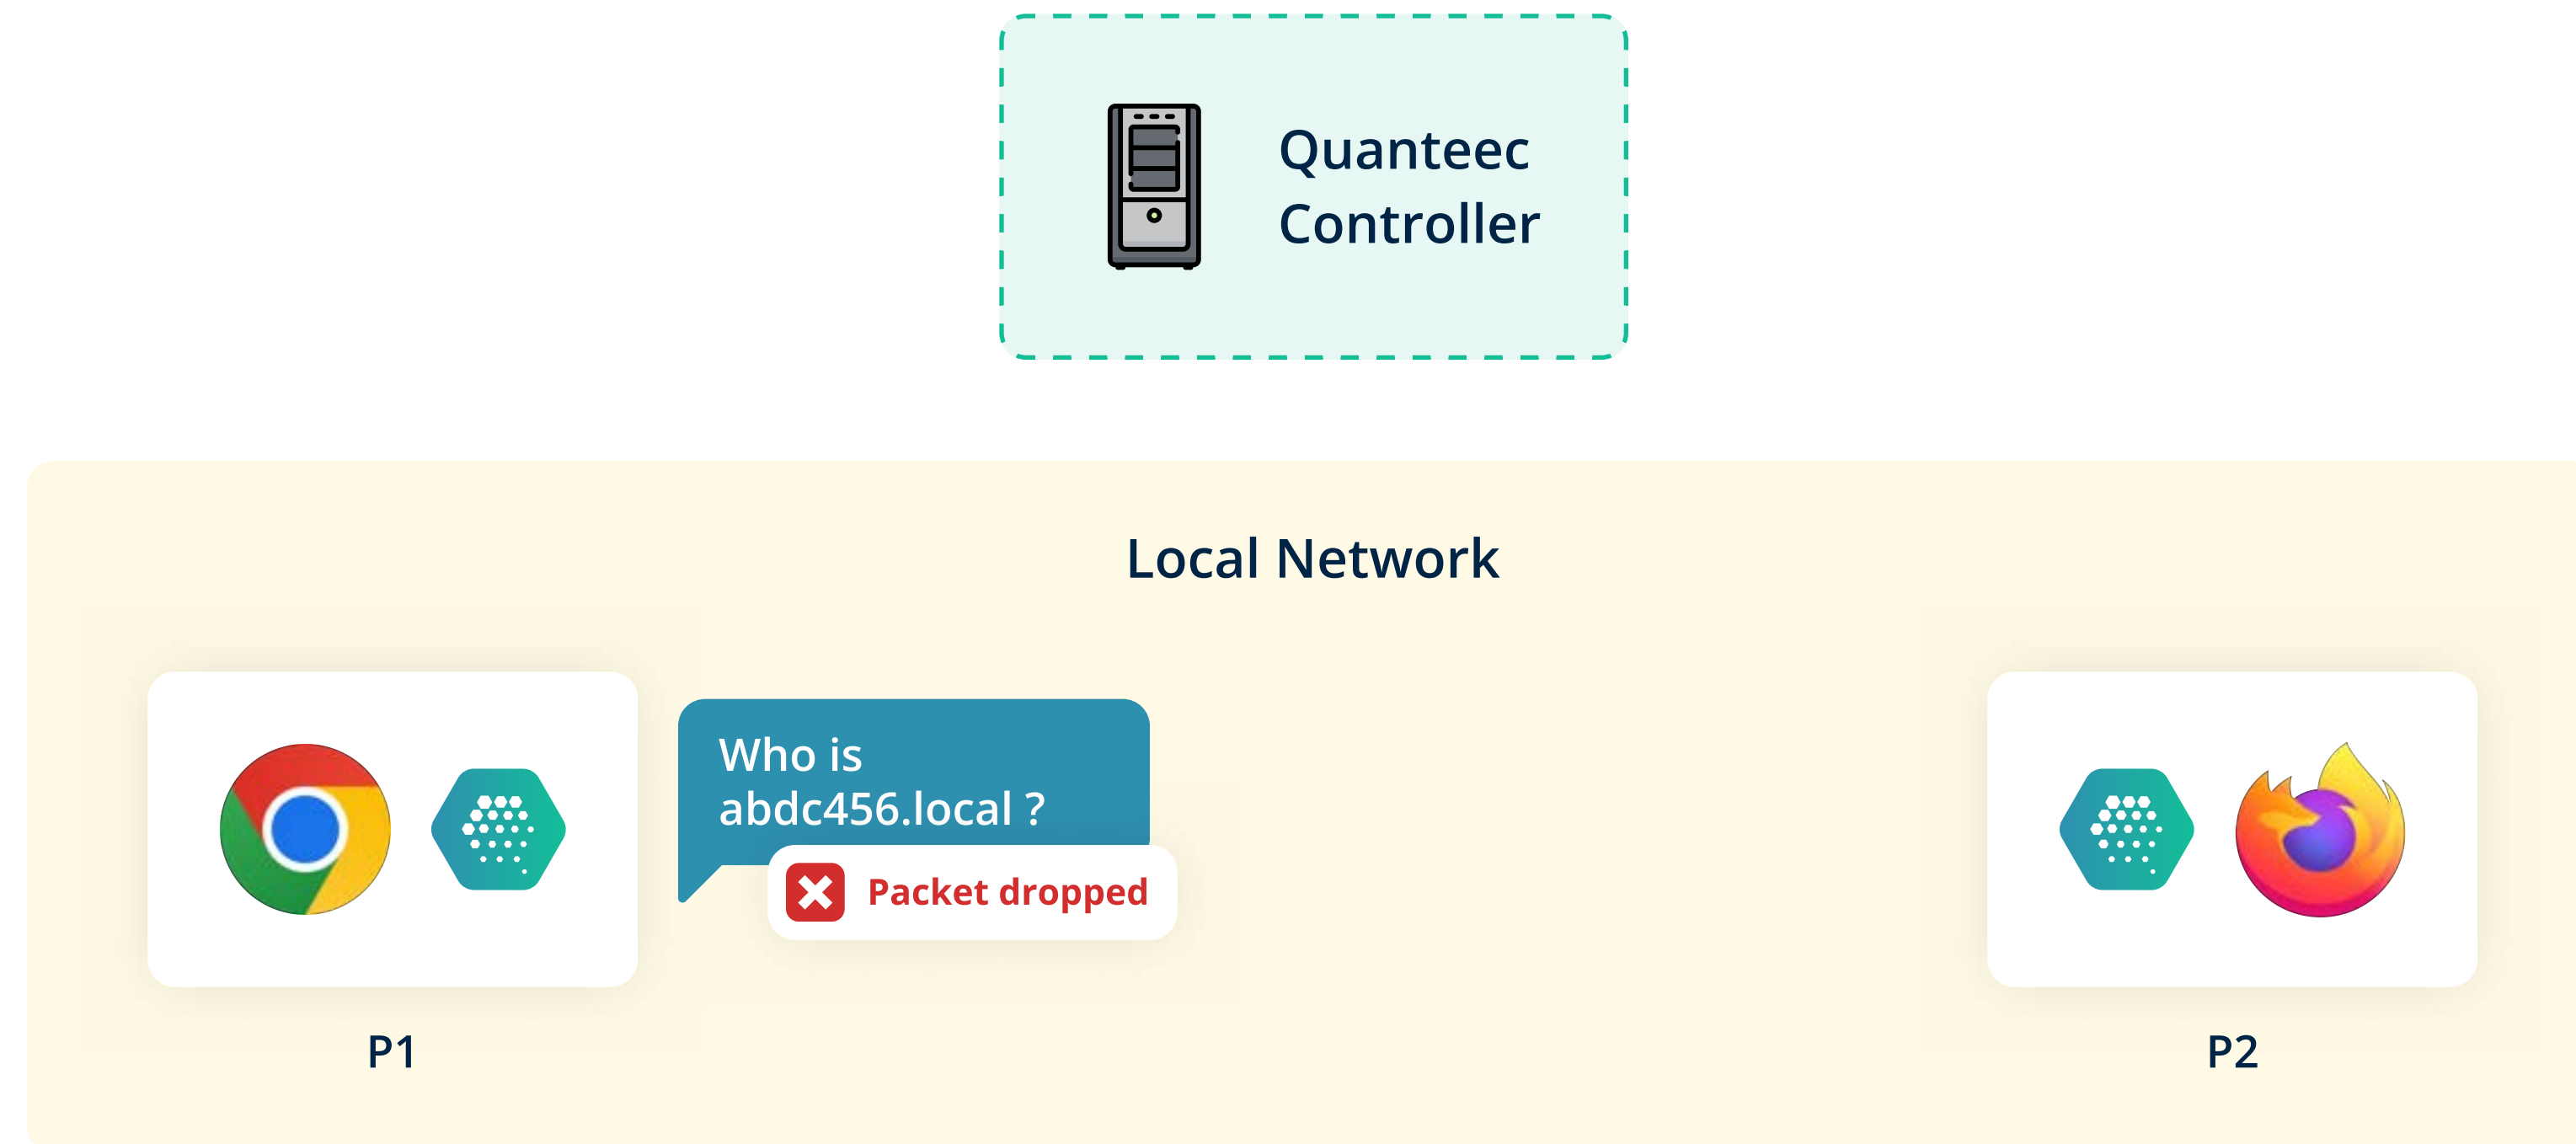 Quanteec
Controller
Local Network
Who is
abdc456.local ?
Packet dropped
P1
P2